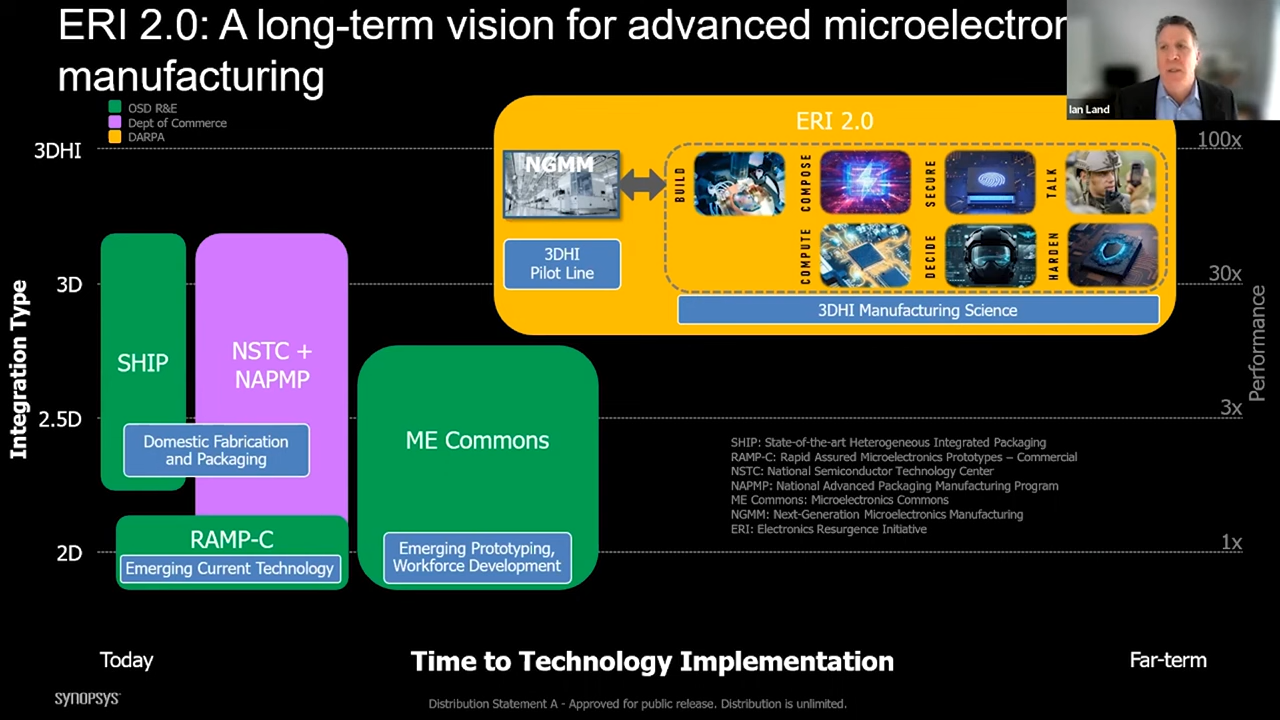 ERI 2.0: A long-term vision for advanced microelectron
manufacturing
Ian Land
OSD R&E
Dept of Commerce
DARPA
ERI 2.0
3DHI
100x
NGMM
BUILD
COMPOSE
SECURE
TALK
COMPUTE
DECIDE
HARDEN
3DHI
Pilot Line
3DHI Manufacturing Science
3D
30x
Integration Type
Performance
SHIP
NSTC +
NAPMP
2.5D
3x
Domestic Fabrication
and Packaging
ME Commons
SHIP: State-of-the-art Heterogeneous Integrated Packaging
RAMP-C: Rapid Assured Microelectronics Prototypes – Commercial
NSTC: National Semiconductor Technology Center
NAPMP: National Advanced Packaging Manufacturing Program
ME Commons: Microelectronics Commons
NGMM: Next-Generation Microelectronics Manufacturing
ERI: Electronics Resurgence Initiative
RAMP-C
Emerging Current Technology
Emerging Prototyping,
Workforce Development
2D
1x
Today
Time to Technology Implementation
Far-term
SYNOPSYS
Distribution Statement A - Approved for public release. Distribution is unlimited.